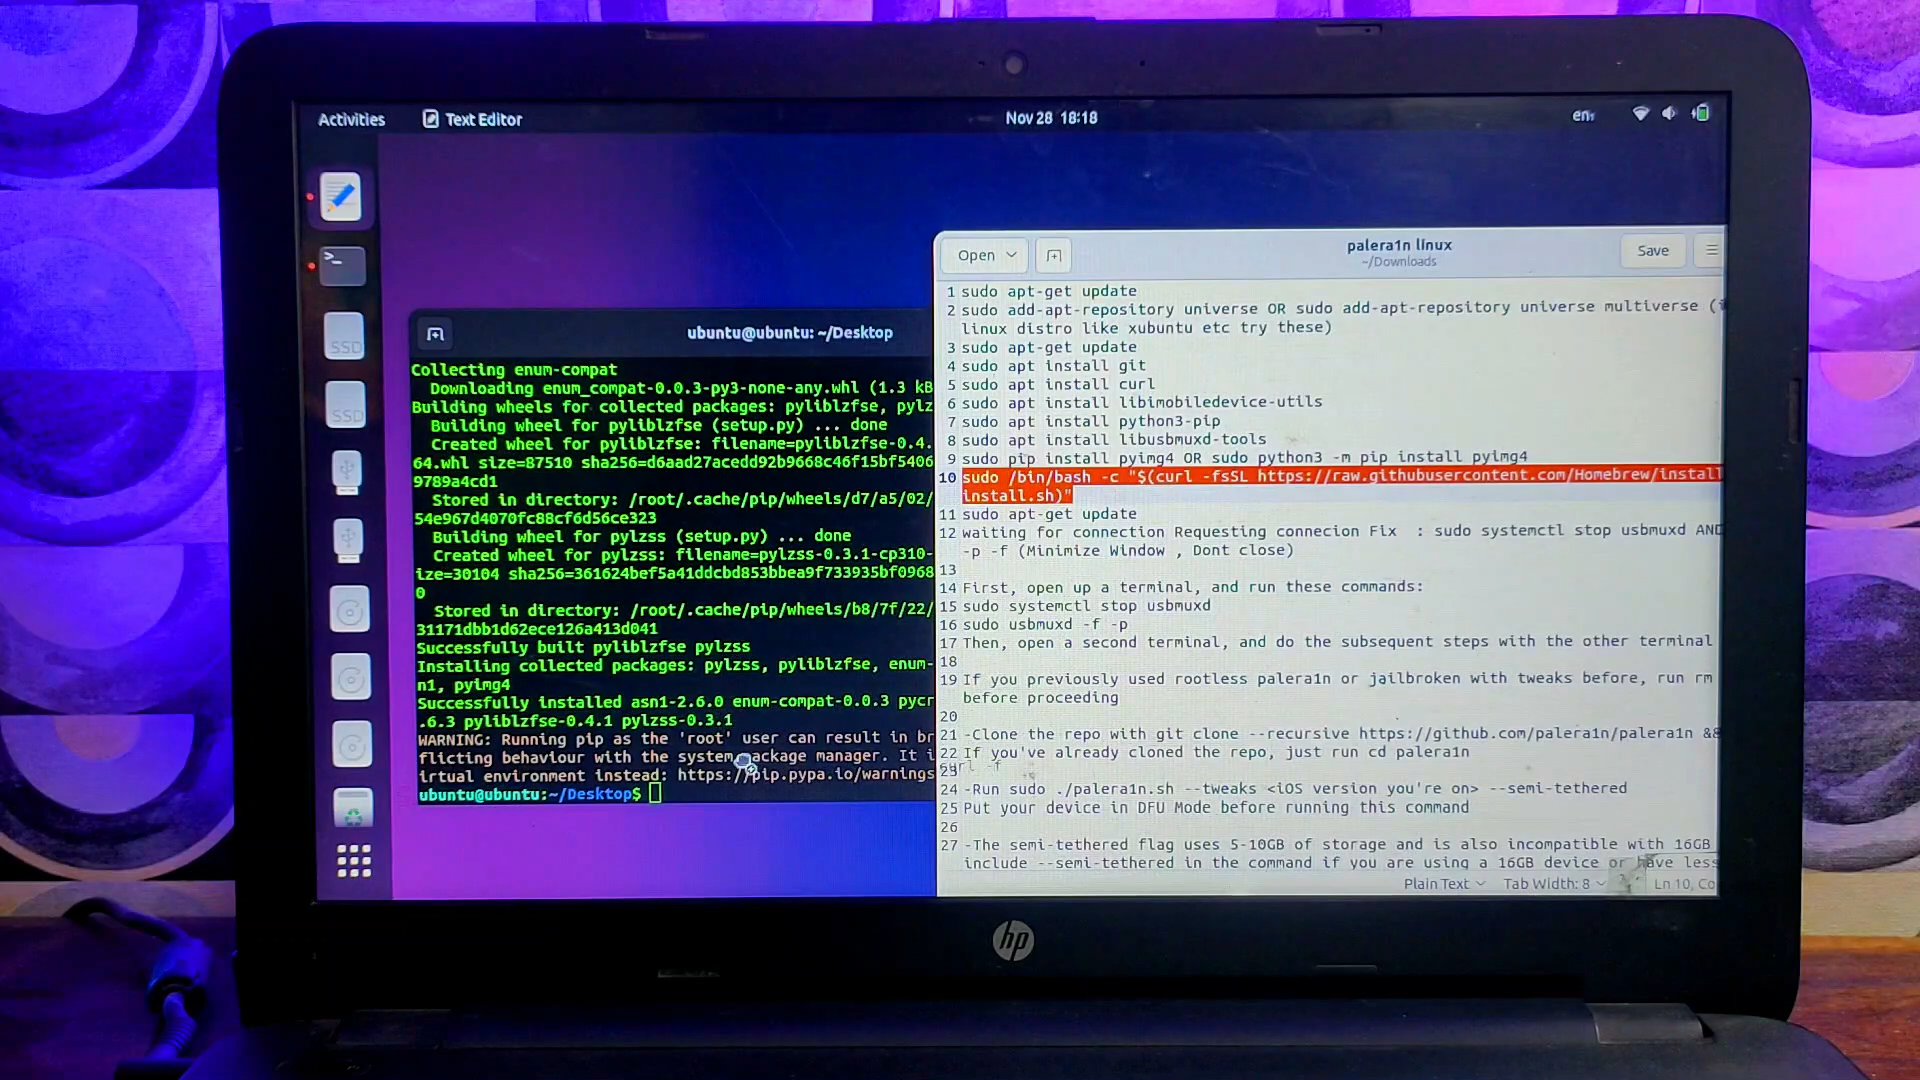 Activities
Text Editor
Nov 28 18:18
en₁
SSD
SSD
ubuntu@ubuntu: ~/Desktop
Collecting enum-compat
Downloading enum_compat-0.0.3-py3-none-any.whl (1.3 kB
Building wheels for collected packages: pyliblzfse, pylz
Building wheel for pyliblzfse (setup.py) ... done
Created wheel for pyliblzfse: filename=pyliblzfse-0.4.
64.whl size=87510 sha256=d6aad27acedd92b9668c46f15bf5406
9789a4cd1
Stored in directory: /root/.cache/pip/wheels/d7/a5/02/
54e967d4070fc88cf6d56ce323
Building wheel for pylzss (setup.py) ... done
Created wheel for pylzss: filename=pylzss-0.3.1-cp310-
ize=30104 sha256=361624bef5a41ddcbd853bbea9f733935bf0968
0
Stored in directory: /root/.cache/pip/wheels/b8/7f/22/
31171dbb1d62ece126a413d041
Successfully built pyliblzfse pylzss
Installing collected packages: pylzss, pyliblzfse, enum-
n1, pyimg4
Successfully installed asn1-2.6.0 enum-compat-0.0.3 pycr
.6.3 pyliblzfse-0.4.1 pylzss-0.3.1
WARNING: Running pip as the 'root' user can result in br
flicting behaviour with the system package manager. It i
irtual environment instead: https://pip.pypa.io/warnings
ubuntu@ubuntu:~/Desktop$
Open
palera1n linux
~/Downloads
Save
1 sudo apt-get update
2 sudo add-apt-repository universe OR sudo add-apt-repository universe multiverse (
linux distro like xubuntu etc try these)
3 sudo apt-get update
4 sudo apt install git
5 sudo apt install curl
6 sudo apt install libimobiledevice-utils
7 sudo apt install python3-pip
8 sudo apt install libusbmuxd-tools
9 sudo pip install pyimg4 OR sudo python3 -m pip install pyimg4
10 sudo /bin/bash -c "$(curl -fsSL https://raw.githubusercontent.com/Homebrew/install
install.sh)"
11 sudo apt-get update
12 waiting for connection Requesting connecion Fix : sudo systemctl stop usbmuxd AND
-p -f (Minimize Window , Dont close)
13
14 First, open up a terminal, and run these commands:
15 sudo systemctl stop usbmuxd
16 sudo usbmuxd -f -p
17 Then, open a second terminal, and do the subsequent steps with the other terminal
18
19 If you previously used rootless palera1n or jailbroken with tweaks before, run rm
before proceeding
20
21 -Clone the repo with git clone --recursive https://github.com/palera1n/palera1n &&
22 If you've already cloned the repo, just run cd palera1n
23
curl -f
24 -Run sudo ./palera1n.sh --tweaks <iOS version you're on> --semi-tethered
25 Put your device in DFU Mode before running this command
26
27 -The semi-tethered flag uses 5-10GB of storage and is also incompatible with 16GB
include --semi-tethered in the command if you are using a 16GB device or have less
Plain Text
Tab Width: 8
Ln 10, Co
hp